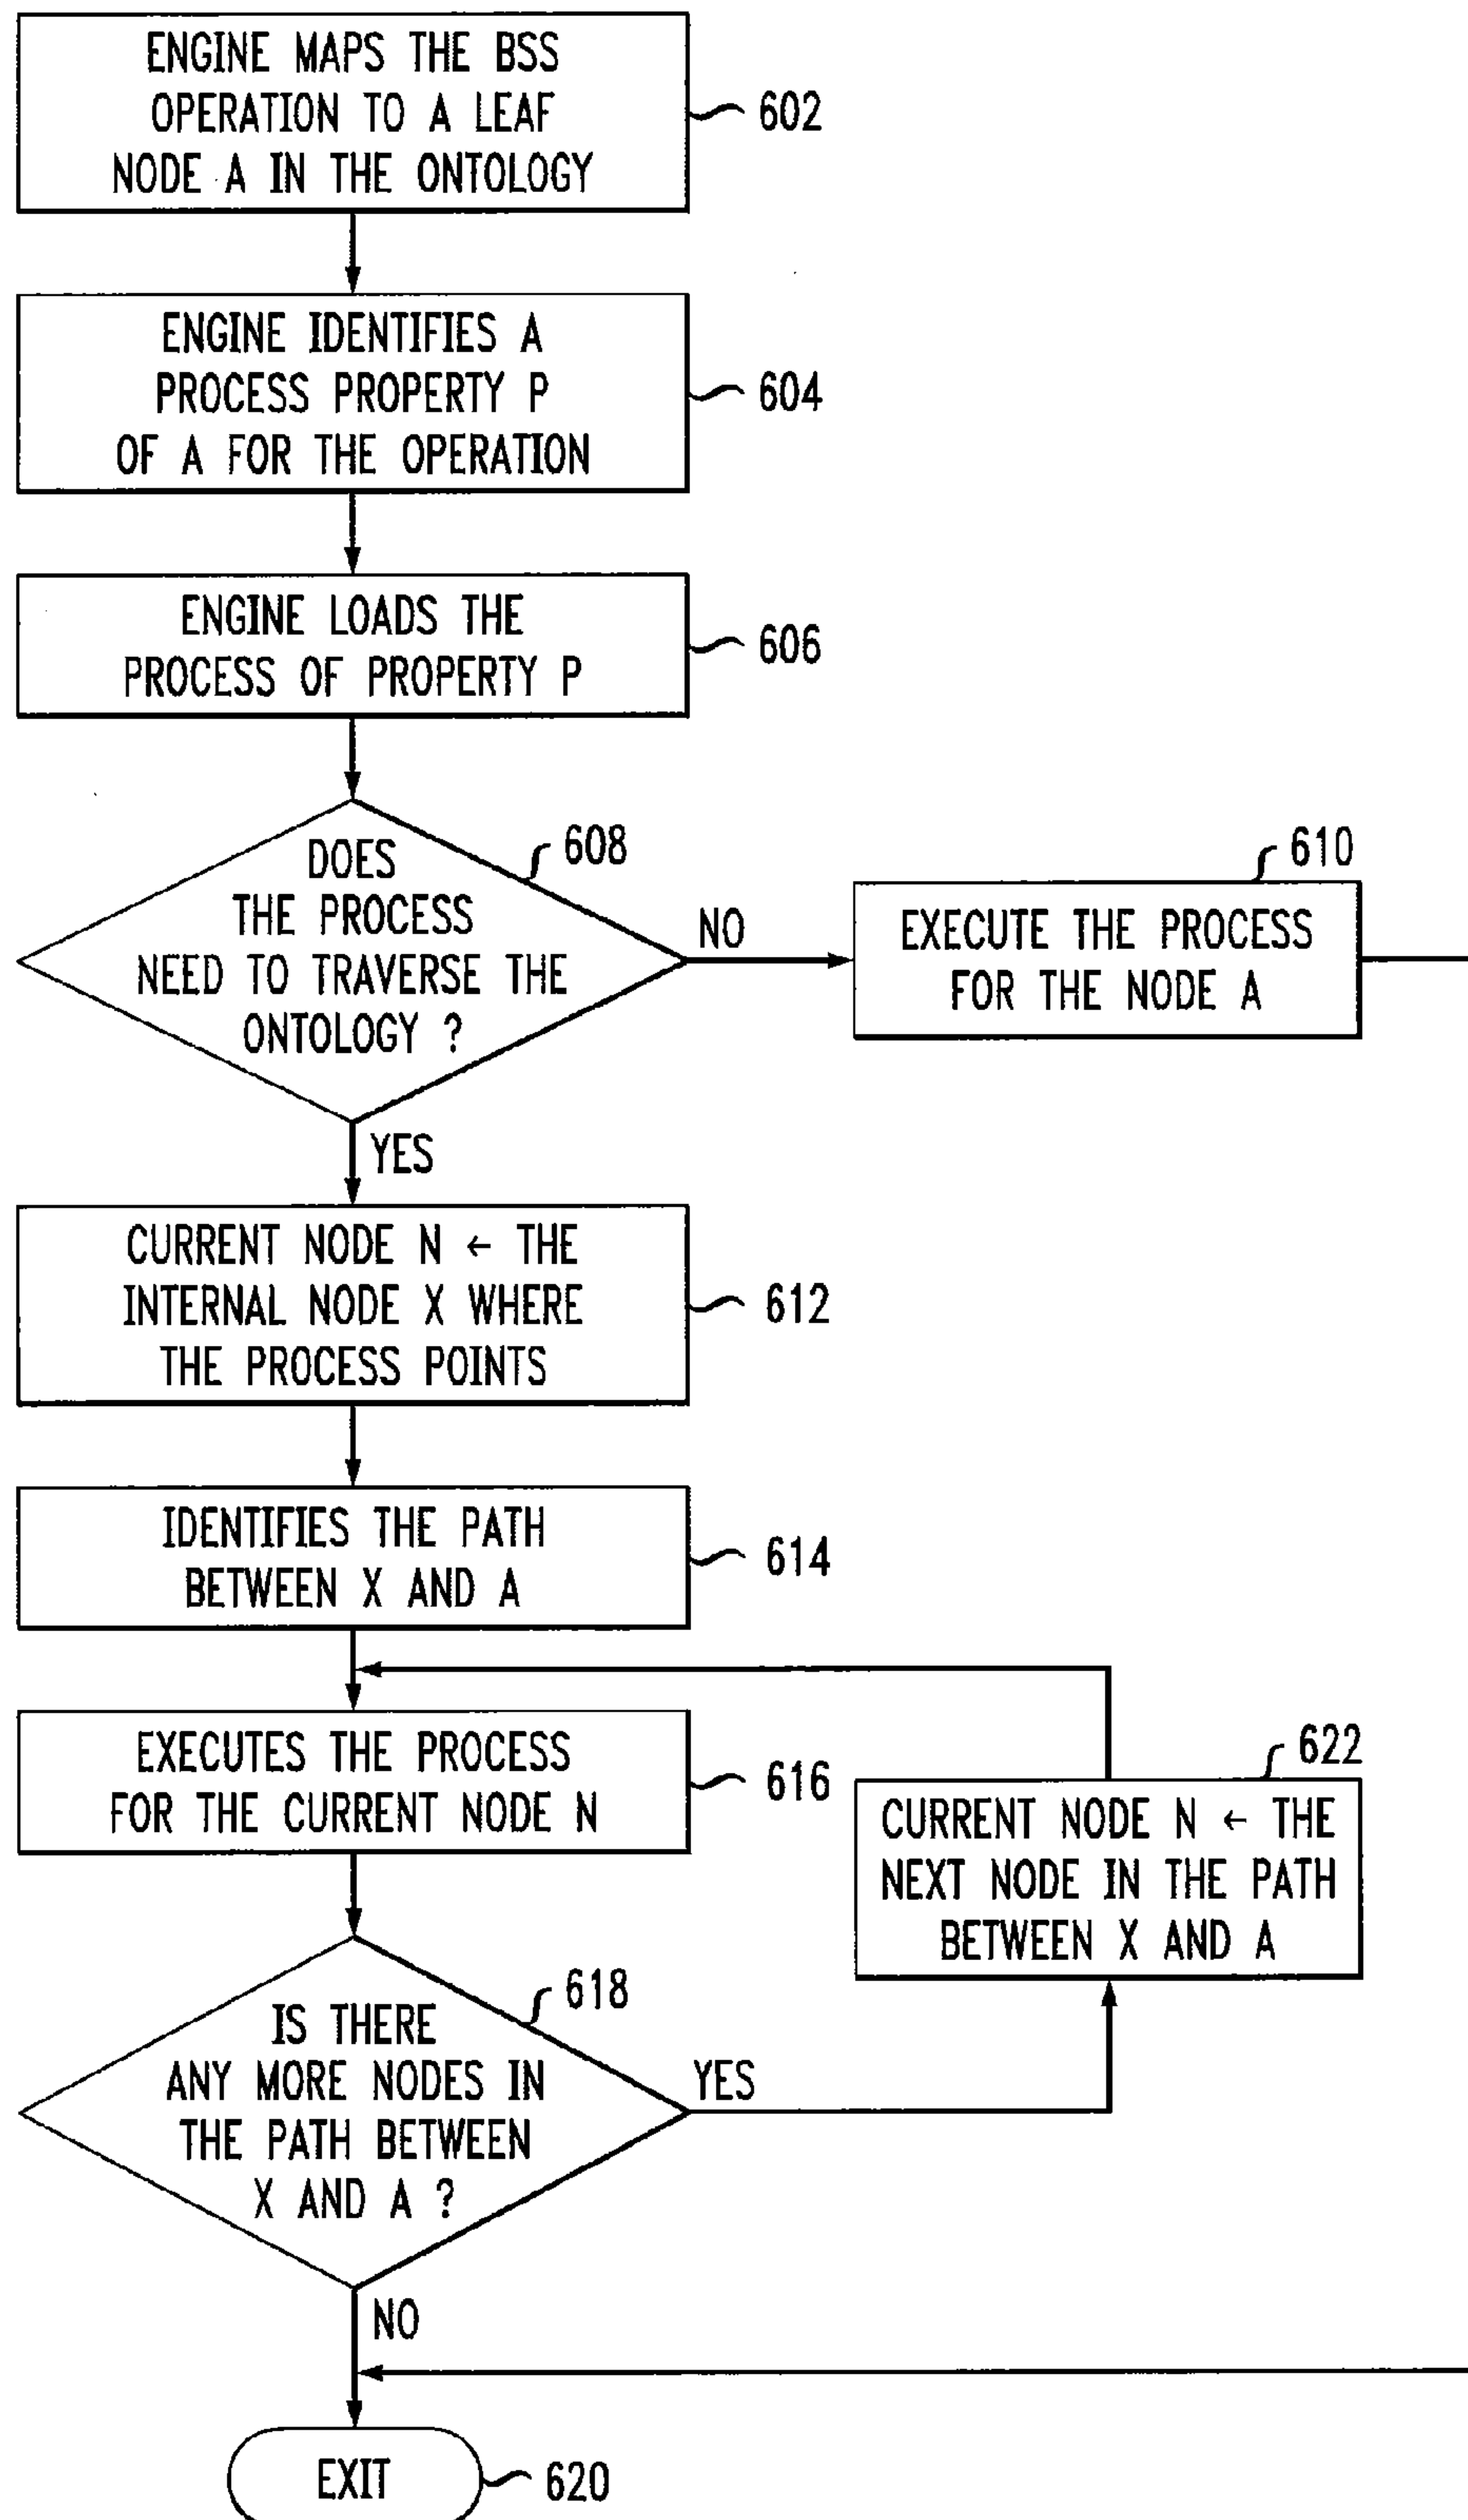 ENGINE MAPS THE BSS
OPERATION TO A LEAF
NODE A IN THE ONTOLOGY
602
ENGINE IDENTIFIES A
PROCESS PROPERTY P
OF A FOR THE OPERATION
604
ENGINE LOADS THE
PROCESS OF PROPERTY P
606
DOES
THE PROCESS
NEED TO TRAVERSE THE
ONTOLOGY ?
608
NO
610
EXECUTE THE PROCESS
FOR THE NODE A
YES
CURRENT NODE N ← THE
INTERNAL NODE X WHERE
THE PROCESS POINTS
612
IDENTIFIES THE PATH
BETWEEN X AND A
614
EXECUTES THE PROCESS
FOR THE CURRENT NODE N
616
622
CURRENT NODE N ← THE
NEXT NODE IN THE PATH
BETWEEN X AND A
IS THERE
ANY MORE NODES IN
THE PATH BETWEEN
X AND A ?
618
YES
NO
EXIT
620